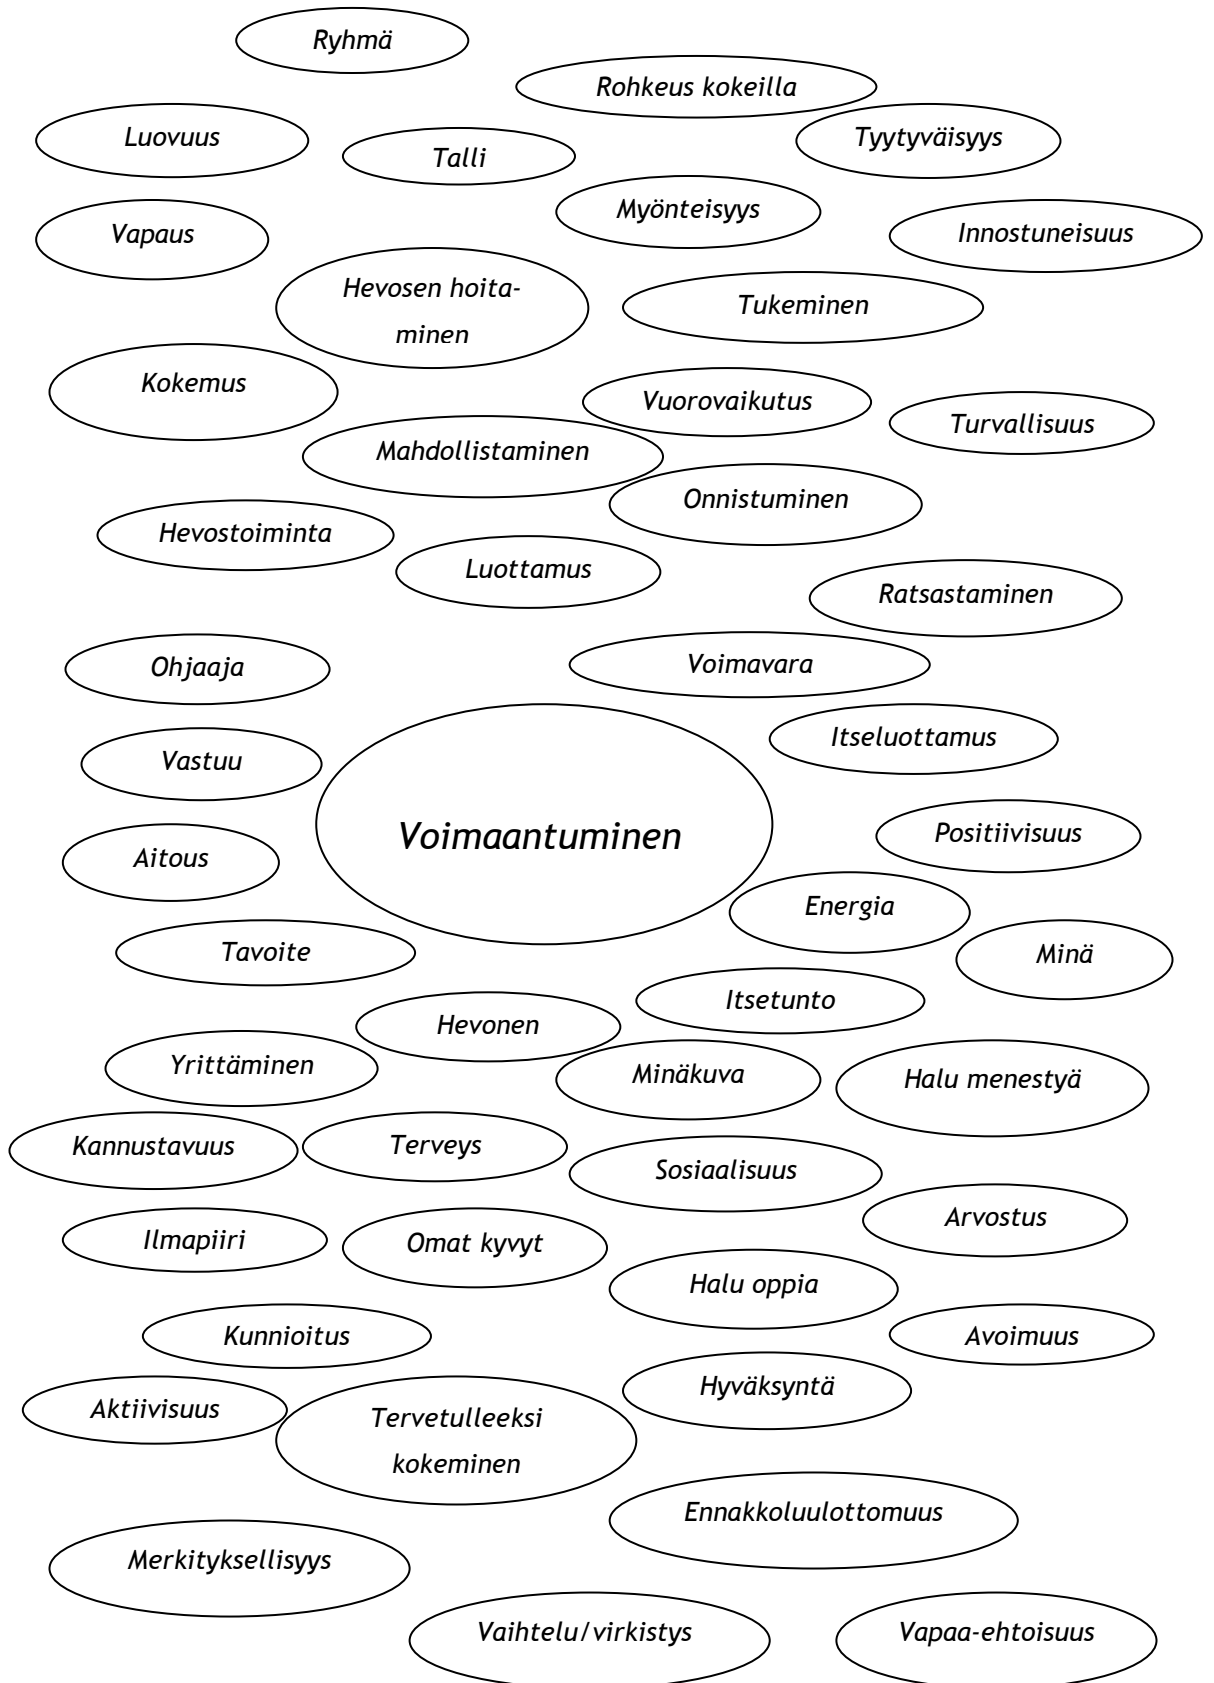 Ryhmä
Rohkeus kokeilla
Luovuus
Tyytyväisyys
Talli
Myönteisyys
Vapaus
Innostuneisuus
Hevosen hoita-
minen
Tukeminen
Kokemus
Vuorovaikutus
Turvallisuus
Mahdollistaminen
Onnistuminen
Hevostoiminta
Luottamus
Ratsastaminen
Ohjaaja
Voimavara
Itseluottamus
Vastuu
Voimaantuminen
Positiivisuus
Aitous
Energia
Tavoite
Minä
Itsetunto
Hevonen
Yrittäminen
Minäkuva
Halu menestyä
Kannustavuus
Terveys
Sosiaalisuus
Arvostus
Ilmapiiri
Omat kyvyt
Halu oppia
Kunnioitus
Avoimuus
Hyväksyntä
Aktiivisuus
Tervetulleeksi
kokeminen
Ennakkoluulottomuus
Merkityksellisyys
Vaihtelu/virkistys
Vapaa-ehtoisuus